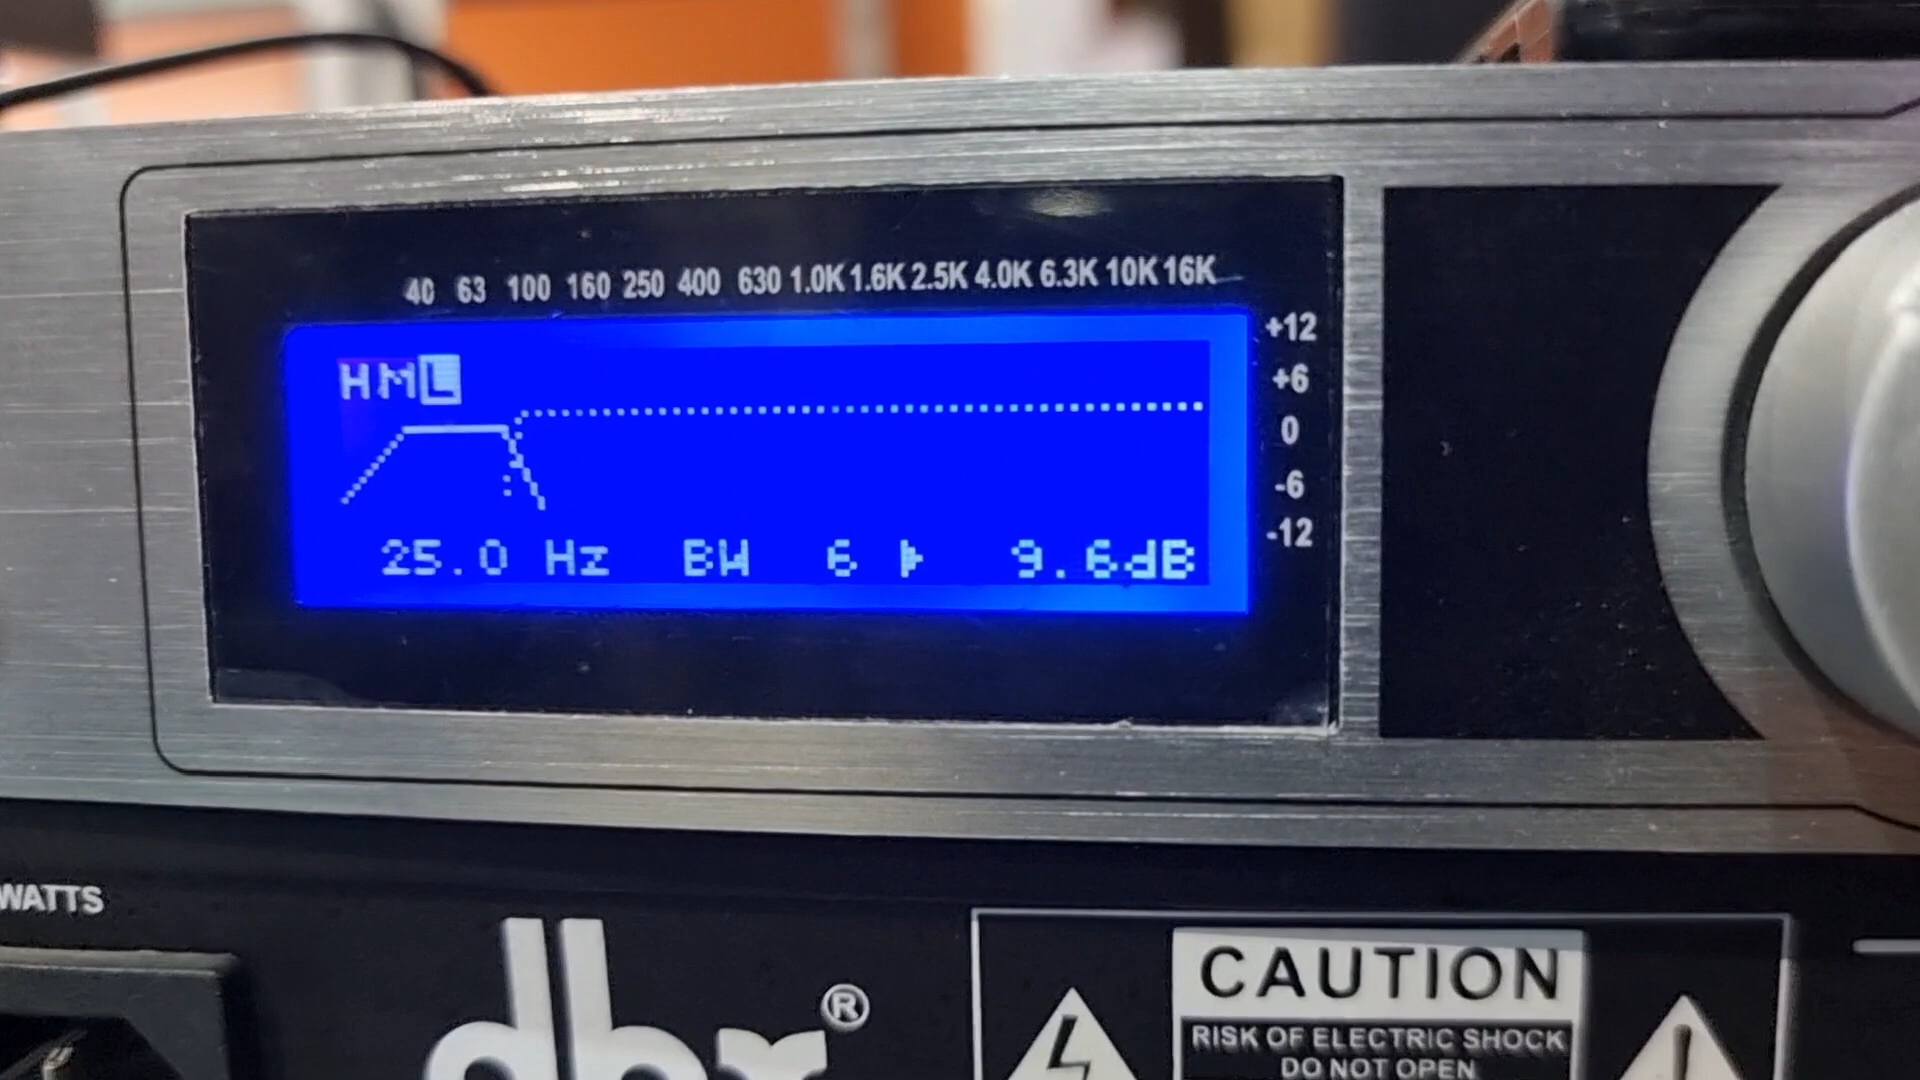 40 63 100 160 250 400 630 1.0K 1.6K 2.5K 4.0K 6.3K 10K 16K
+12
+6
0
-6
-12
HML
25.0 Hz BW 6 9.6dB
WATTS
dbx®
CAUTION
RISK OF ELECTRIC SHOCK
DO NOT OPEN